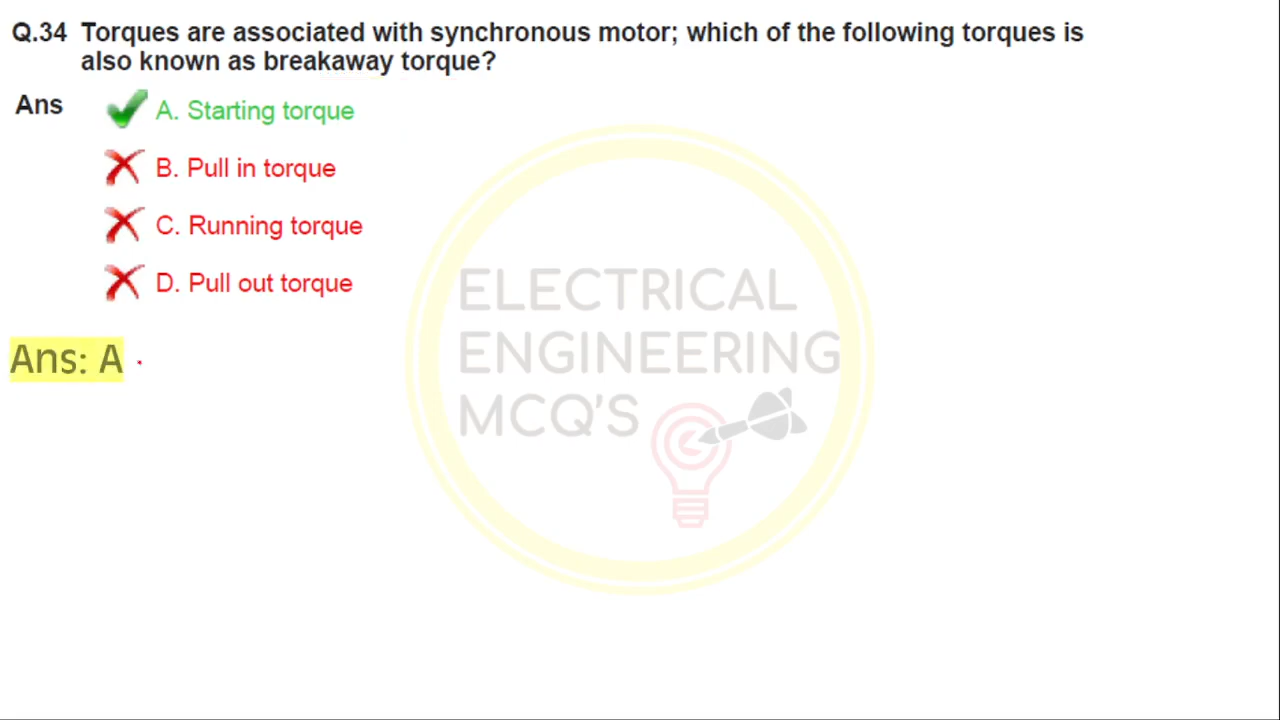 Q.34 Torques are associated with synchronous motor; which of the following torques is
also known as breakaway torque?
Ans
A. Starting torque
B. Pull in torque
C. Running torque
D. Pull out torque
Ans: A
ELECTRICAL
ENGINEERING
MCQ'S